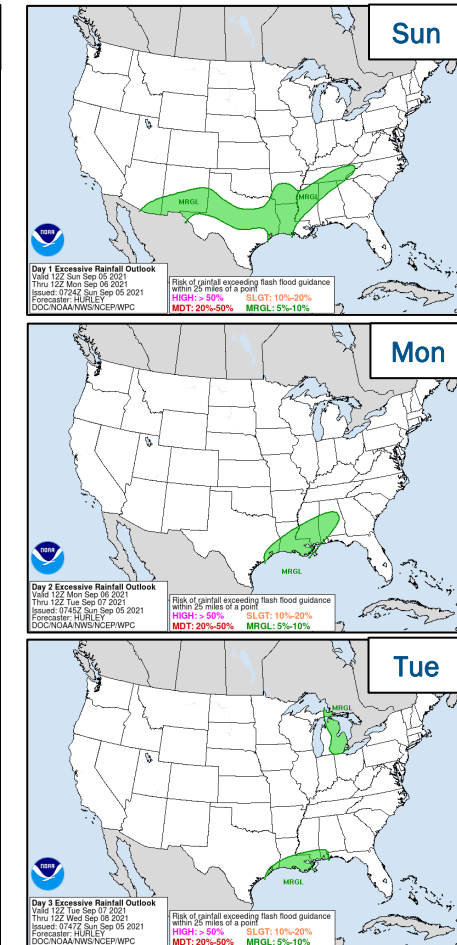 Sun
MRGL
MRGL
NOAA
Day 1 Excessive Rainfall Outlook
Valid 12Z Sun Sep 05 2021
Thru 12Z Mon Sep 06 2021
Issued: 0724Z Sun Sep 05 2021
Forecaster: HURLEY
DOC/NOAA/NWS/NCEP/WPC
Risk of rainfall exceeding flash flood guidance
within 25 miles of a point
HIGH: > 50% SLGT: 10%-20%
MDT: 20%-50% MRGL: 5%-10%
Mon
MRGL
NOAA
Day 2 Excessive Rainfall Outlook
Valid 12Z Mon Sep 06 2021
Thru 12Z Tue Sep 07 2021
Issued: 0745Z Sun Sep 05 2021
Forecaster: HURLEY
DOC/NOAA/NWS/NCEP/WPC
Risk of rainfall exceeding flash flood guidance
within 25 miles of a point
HIGH: > 50% SLGT: 10%-20%
MDT: 20%-50% MRGL: 5%-10%
Tue
MRGL
MRGL
NOAA
Day 3 Excessive Rainfall Outlook
Valid 12Z Tue Sep 07 2021
Thru 12Z Wed Sep 08 2021
Issued: 0747Z Sun Sep 05 2021
Forecaster: HURLEY
DOC/NOAA/NWS/NCEP/WPC
Risk of rainfall exceeding flash flood guidance
within 25 miles of a point
HIGH: > 50% SLGT: 10%-20%
MDT: 20%-50% MRGL: 5%-10%